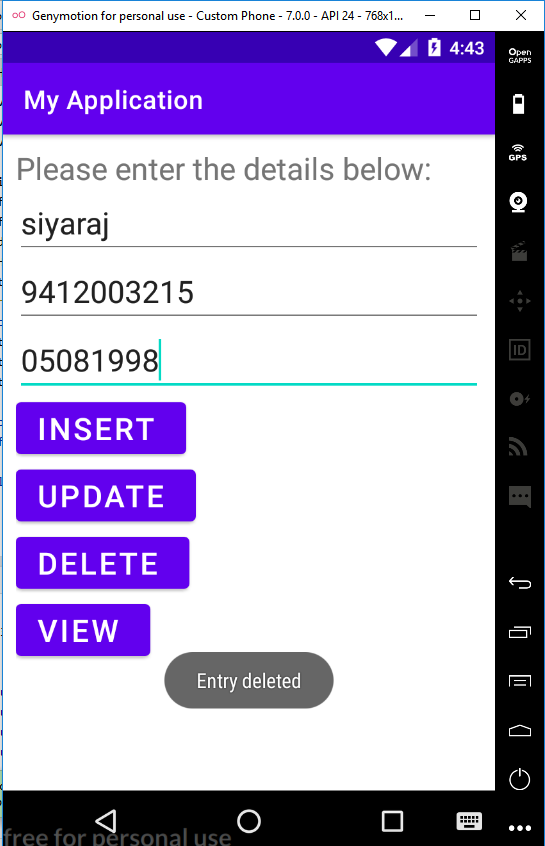 Genymotion for personal use - Custom Phone - 7.0.0 - API 24 - 768x1...
4:43
Open
GAPPS
My Application
GPS
Please enter the details below:
siyaraj
9412003215
05081998
ID
INSERT
UPDATE
DELETE
VIEW
Entry deleted
free for personal use